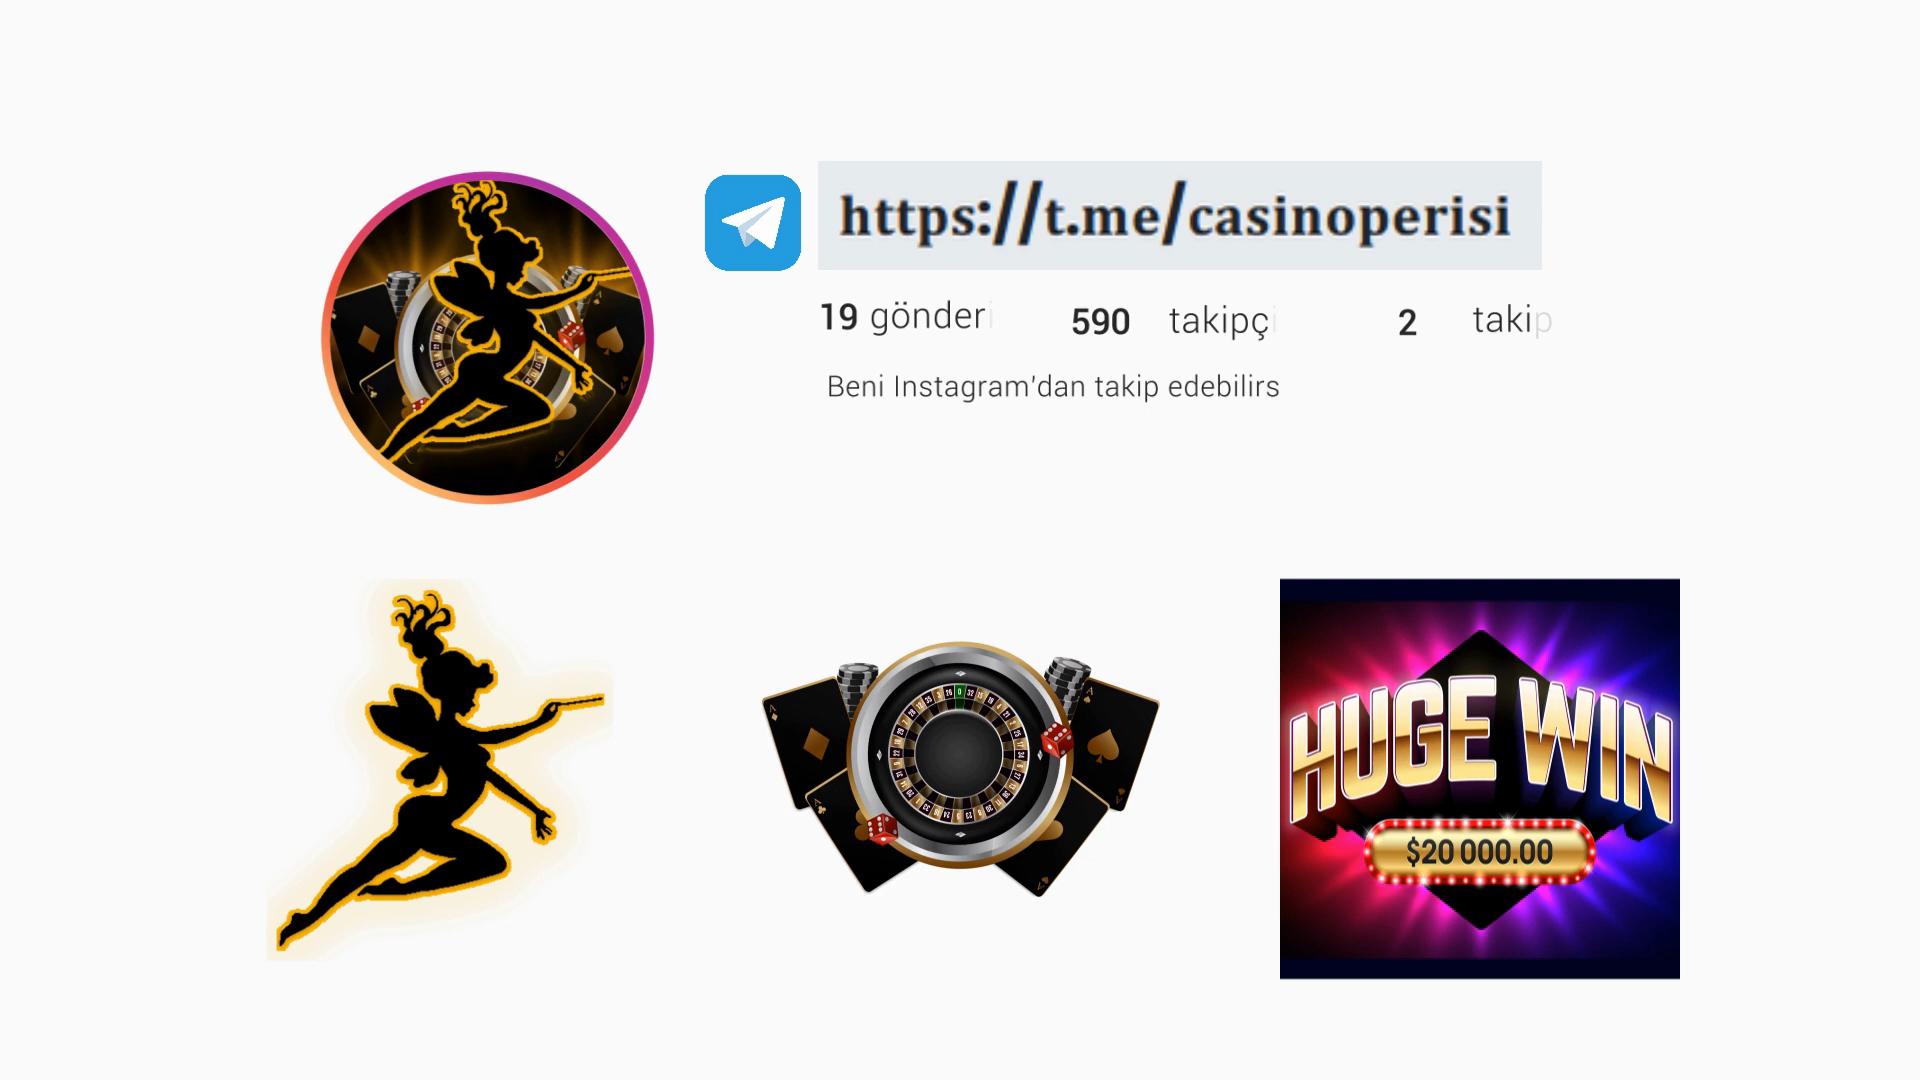 https://t.me/casinoperisi
19 gönderi 590 takipçi 2 takip
Beni Instagram'dan takip edebilirs
HUGE WIN
$20 000.00